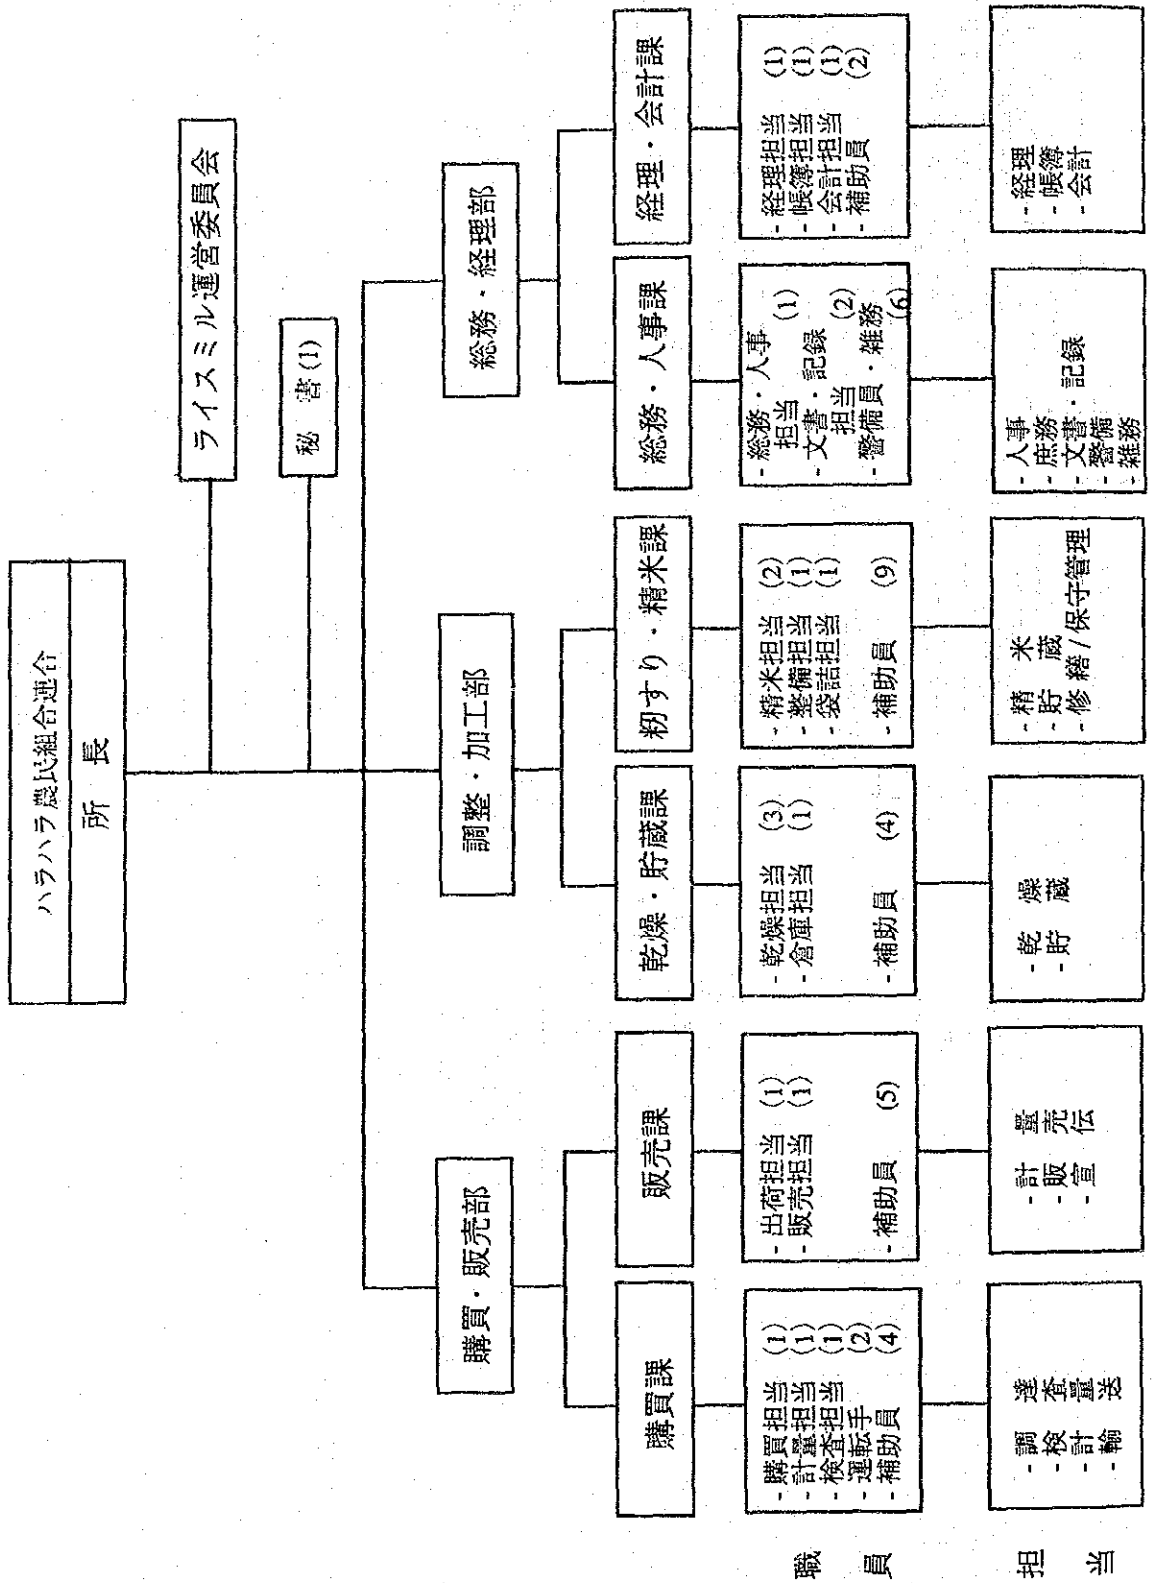 ハラハラ農民組合連合
所 長
ライスミル運営委員会
秘 書(1)
購買・販売部
調整・加工部
総務・経理部
購買課
販売課
乾燥・貯蔵課
籾すり・精米課
総務・人事課
経理・会計課
職 員
- 購買担当 (1)
- 計量担当 (1)
- 検査担当 (1)
- 運転手 (2)
- 補助員 (4)
- 出荷担当 (1)
- 販売担当 (1)
- 補助員 (5)
- 乾燥担当 (3)
- 倉庫担当 (1)
- 補助員 (4)
- 精米担当 (2)
- 整備担当 (1)
- 袋詰担当 (1)
- 補助員 (9)
- 総務・人事
担当 (1)
- 文書・記録
担当 (2)
- 警備員・雑務
(6)
- 経理担当 (1)
- 帳簿担当 (1)
- 会計担当 (1)
- 補助員 (2)
担 当
- 調 達
- 検 査
- 計 量
- 輸 送
- 計 量
- 販 売
- 宣 伝
- 乾 燥
- 貯 蔵
- 精 米
- 貯 蔵
- 修繕/保守管理
- 人事
- 庶務
- 文書・記録
- 警備
- 雑務
- 経理
- 帳簿
- 会計